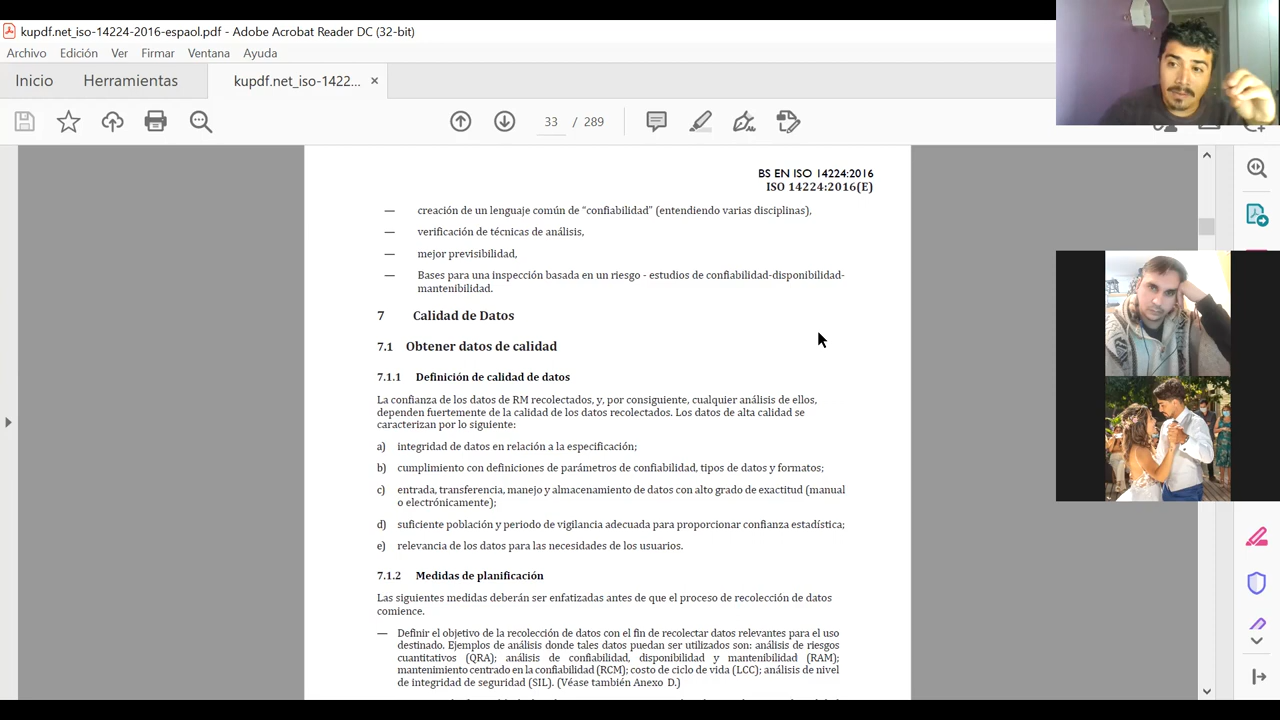 kupdf.net_iso-14224-2016-espaol.pdf - Adobe Acrobat Reader DC (32-bit)
Archivo Edición Ver Firmar Ventana Ayuda
Inicio Herramientas kupdf.net_iso-1422... ×
33 / 289
BS EN ISO 14224:2016
ISO 14224:2016(E)
— creación de un lenguaje común de “confiabilidad” (entendiendo varias disciplinas),
— verificación de técnicas de análisis,
— mejor previsibilidad,
— Bases para una inspección basada en un riesgo - estudios de confiabilidad-disponibilidad-
mantenibilidad.
7 Calidad de Datos
7.1 Obtener datos de calidad
7.1.1 Definición de calidad de datos
La confianza de los datos de RM recolectados, y, por consiguiente, cualquier análisis de ellos,
dependen fuertemente de la calidad de los datos recolectados. Los datos de alta calidad se
caracterizan por lo siguiente:
a) integridad de datos en relación a la especificación;
b) cumplimiento con definiciones de parámetros de confiabilidad, tipos de datos y formatos;
c) entrada, transferencia, manejo y almacenamiento de datos con alto grado de exactitud (manual
o electrónicamente);
d) suficiente población y periodo de vigilancia adecuada para proporcionar confianza estadística;
e) relevancia de los datos para las necesidades de los usuarios.
7.1.2 Medidas de planificación
Las siguientes medidas deberán ser enfatizadas antes de que el proceso de recolección de datos
comience.
— Definir el objetivo de la recolección de datos con el fin de recolectar datos relevantes para el uso
destinado. Ejemplos de análisis donde tales datos puedan ser utilizados son: análisis de riesgos
cuantitativos (QRA); análisis de confiabilidad, disponibilidad y mantenibilidad (RAM);
mantenimiento centrado en la confiabilidad (RCM); costo de ciclo de vida (LCC); análisis de nivel
de integridad de seguridad (SIL). (Véase también Anexo D.)